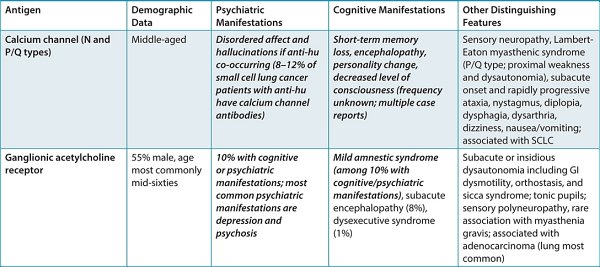 Antigen
Demographic
Data
Psychiatric
Manifestations
Cognitive Manifestations
Other Distinguishing
Features
Calcium channel (N and
P/Q types)
Middle-aged
Disordered affect and
hallucinations if anti-hu
co-occurring (8–12% of
small cell lung cancer
patients with anti-hu
have calcium channel
antibodies)
Short-term memory
loss, encephalopathy,
personality change,
decreased level of
consciousness (frequency
unknown; multiple case
reports)
Sensory neuropathy, Lambert-
Eaton myasthenic syndrome
(P/Q type; proximal weakness
and dysautonomia), subacute
onset and rapidly progressive
ataxia, nystagmus, diplopia,
dysphagia, dysarthria,
dizziness, nausea/vomiting;
associated with SCLC
Ganglionic acetylcholine
receptor
55% male, age
most commonly
mid-sixties
10% with cognitive
or psychiatric
manifestations; most
common psychiatric
manifestations are
depression and
psychosis
Mild amnestic syndrome
(among 10% with
cognitive/psychiatric
manifestations), subacute
encephalopathy (8%),
dysexecutive syndrome
(1%)
Subacute or insidious
dysautonomia including GI
dysmotility, orthostasis, and
sicca syndrome; tonic pupils;
sensory polyneuropathy, rare
association with myasthenia
gravis; associated with
adenocarcinoma (lung most
common)